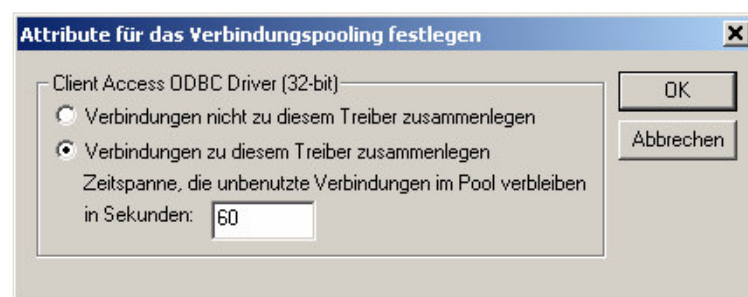 Attribute für das Verbindungspooling festlegen
Client Access ODBC Driver (32-bit)
Verbindungen nicht zu diesem Treiber zusammenlegen
Verbindungen zu diesem Treiber zusammenlegen
Zeitspanne, die unbenutzte Verbindungen im Pool verbleiben
in Sekunden: 60
OK
Abbrechen